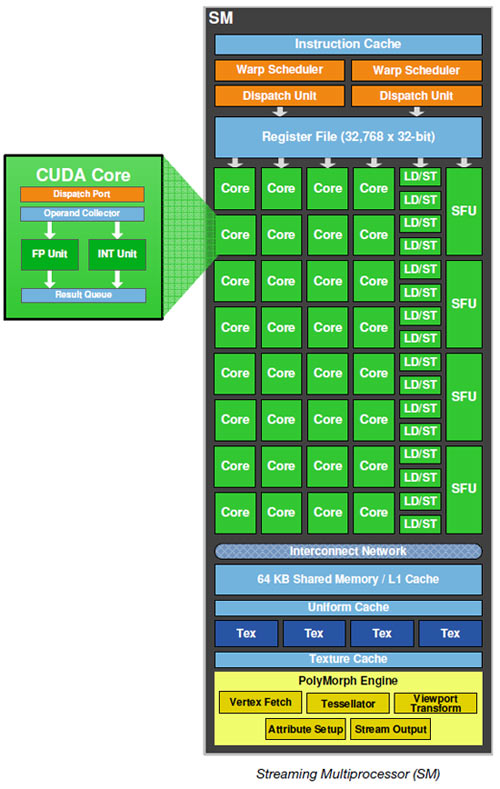 SM
Instruction Cache
Warp Scheduler Warp Scheduler
Dispatch Unit Dispatch Unit
Register File (32,768 x 32-bit)
CUDA Core
Dispatch Port
Operand Collector
FP Unit INT Unit
Result Queue
Core Core Core Core LD/ST LD/ST SFU
Core Core Core Core LD/ST LD/ST
Core Core Core Core LD/ST LD/ST SFU
Core Core Core Core LD/ST LD/ST
Core Core Core Core LD/ST LD/ST SFU
Core Core Core Core LD/ST LD/ST
Core Core Core Core LD/ST LD/ST SFU
Core Core Core Core LD/ST LD/ST
Interconnect Network
64 KB Shared Memory / L1 Cache
Uniform Cache
Tex Tex Tex Tex
Texture Cache
PolyMorph Engine
Vertex Fetch Tessellator Viewport
Transform
Attribute Setup Stream Output
Streaming Multiprocessor (SM)